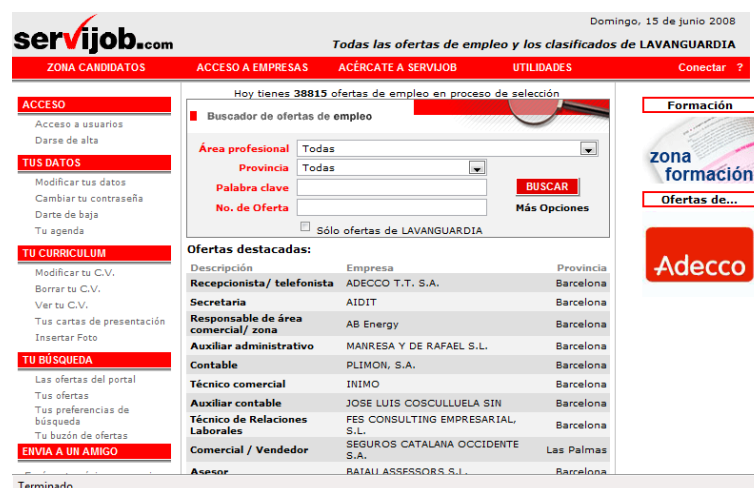 Domingo, 15 de junio 2008
servijob.com
Todas las ofertas de empleo y los clasificados de LAVANGUARDIA
ZONA CANDIDATOS ACCESO A EMPRESAS ACÉRCATE A SERVIJOB UTILIDADES Conectar ?
ACCESO
Acceso a usuarios
Darse de alta
TUS DATOS
Modificar tus datos
Cambiar tu contraseña
Darte de baja
Tu agenda
TU CURRICULUM
Modificar tu C.V.
Borrar tu C.V.
Ver tu C.V.
Tus cartas de presentación
Insertar Foto
TU BÚSQUEDA
Las ofertas del portal
Tus ofertas
Tus preferencias de
búsqueda
Tu buzón de ofertas
ENVIA A UN AMIGO
Hoy tienes 38815 ofertas de empleo en proceso de selección
Buscador de ofertas de empleo
Área profesional Todas
Provincia Todas
Palabra clave BUSCAR
No. de Oferta Más Opciones
Sólo ofertas de LAVANGUARDIA
Ofertas destacadas:
Descripción Empresa Provincia
Recepcionista/ telefonista ADECCO T.T. S.A. Barcelona
Secretaria AIDIT Barcelona
Responsable de área
comercial/ zona AB Energy Barcelona
Auxiliar administrativo MANRESA Y DE RAFAEL S.L. Barcelona
Contable PLIMON, S.A. Barcelona
Técnico comercial INIMO Barcelona
Auxiliar contable JOSE LUIS COSCULLUELA SIN Barcelona
Técnico de Relaciones FES CONSULTING EMPRESARIAL,
Laborales S.L. Barcelona
Comercial / Vendedor SEGUROS CATALANA OCCIDENTE
S.A. Las Palmas
Asesor BAIAU ASSESSORS S.L. Barcelona
Formación
zona
formación
Ofertas de...
Adecco
Terminado